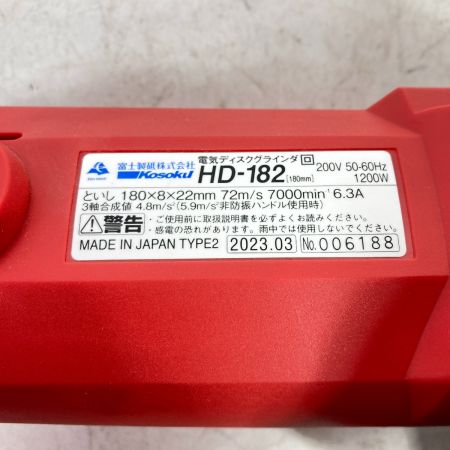 富士製砥株式会社 電気ディスクグラインダ
Kosoku HD-182 [180mm] 200V 50-60Hz 1200W
といし 180×8×22mm 72m/s 7000min⁻¹ 6.3A
3軸合成値 4.8m/s²(5.9m/s²非防振ハンドル使用時)
⚠警告 ・ご使用前に取扱説明書を必ずよくお読みください。
・感電の恐れがあります。雨中では使用しないでください。
MADE IN JAPAN TYPE2 2023.03 No.006188